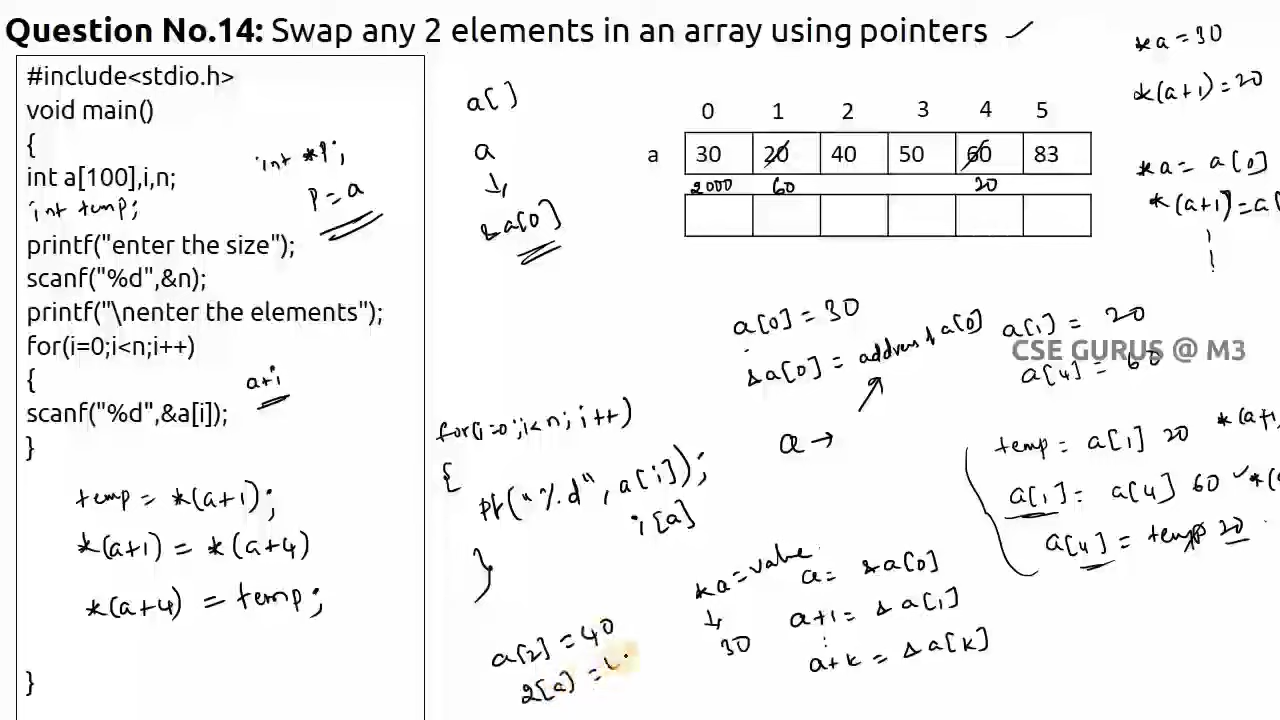 Question No.14: Swap any 2 elements in an array using pointers
#include<stdio.h>
void main()
{
int a[100],i,n;
int temp;
int *p;
p = a
printf("enter the size");
scanf("%d",&n);
printf("\nenter the elements");
for(i=0;i<n;i++)
{
a+i
scanf("%d",&a[i]);
}
temp = *(a+1);
*(a+1) = *(a+4)
*(a+4) = temp;
}
a[]
a
&a[0]
0 1 2 3 4 5
a 30 20 40 50 60 83
2000 60 20
*a = 30
*(a+1) = 20
*a = a[0]
*(a+1) = a[
a[0] = 30
&a[0] = address of a[0]
a →
a[1] = 20
CSE GURUS @ M3
a[4] = 60
for(i=0;i<n;i++)
{
pf("%d", a[i]);
i[a]
}
temp = a[1] 20 *(a+1
a[1] = a[4] 60
a[4] = temp 20
*a = value
30
a = &a[0]
a+1 = &a[1]
a+k = &a[k]
a[2] = 40
2[a] =